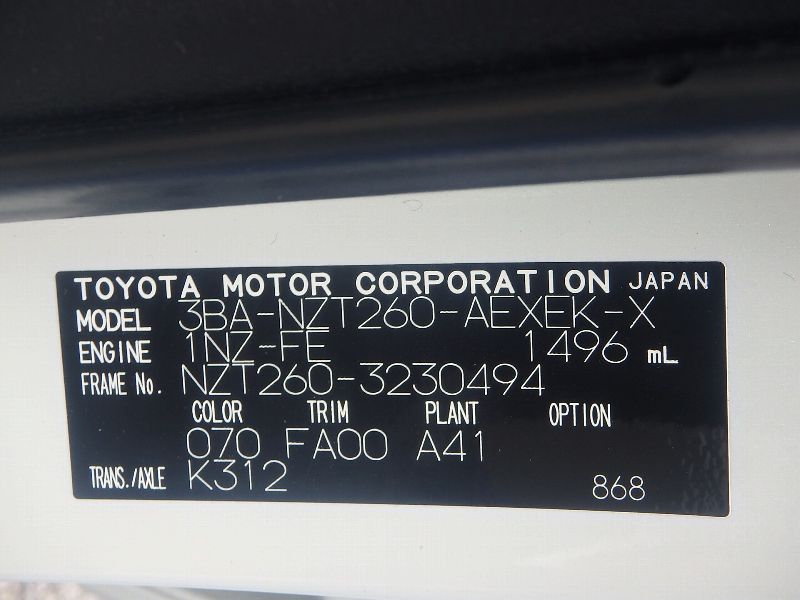 TOYOTA MOTOR CORPORATION JAPAN
MODEL 3BA-NZT260-AEXEK-X
ENGINE 1NZ-FE 1496 mL
FRAME No. NZT260-3230494
COLOR TRIM PLANT OPTION
070 FA00 A41
TRANS./AXLE K312 868